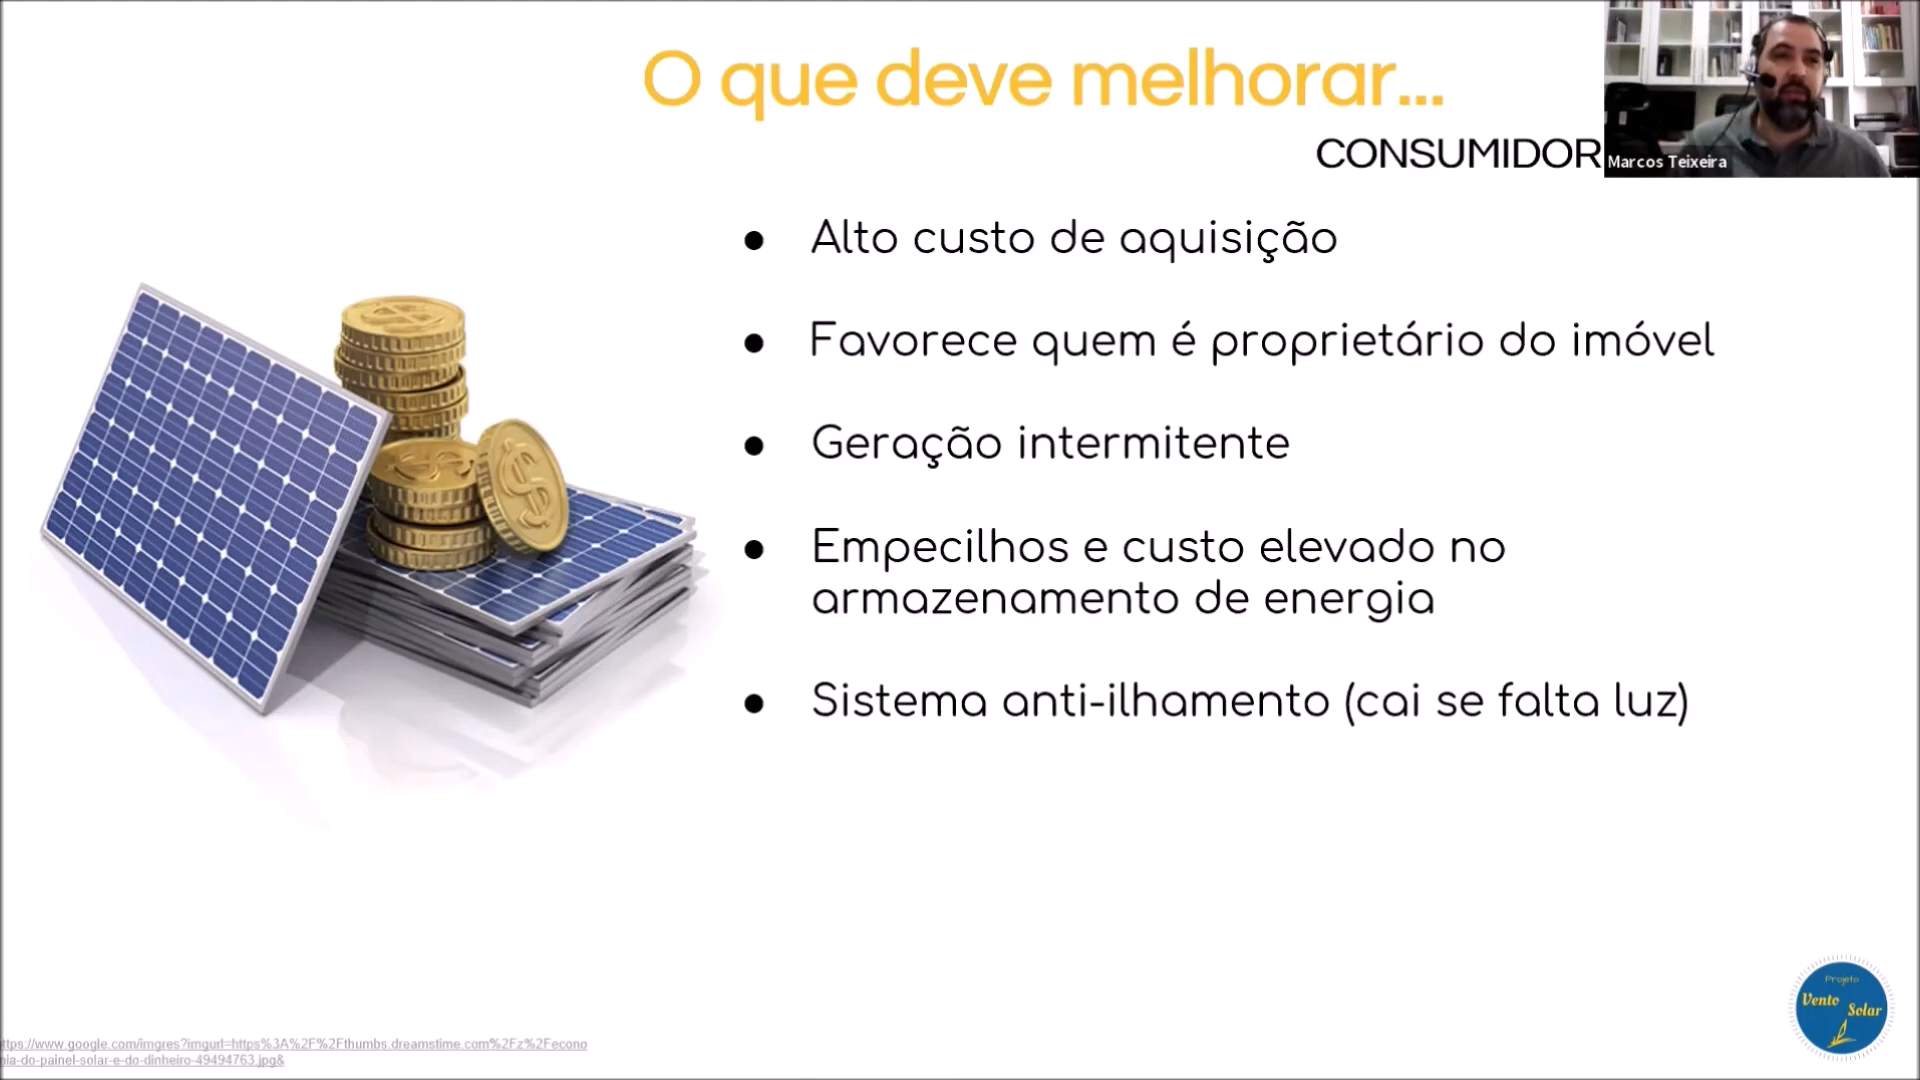 O que deve melhorar...
CONSUMIDOR
Marcos Teixeira
● Alto custo de aquisição
● Favorece quem é proprietário do imóvel
● Geração intermitente
● Empecilhos e custo elevado no
armazenamento de energia
● Sistema anti-ilhamento (cai se falta luz)
Projeto
Vento
Solar
ttps://www.google.com/imgres?imgurl=https%3A%2F%2Fthumbs.dreamstime.com%2Fz%2Fecono
nia-do-painel-solar-e-do-dinheiro-49494763.jpg&